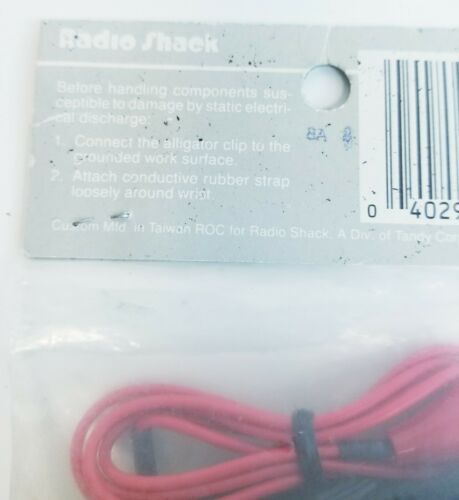 Radio Shack
Before handling components sus-
ceptible to damage by static electri-
cal discharge:
1. Connect the alligator clip to the
grounded work surface.
2. Attach conductive rubber strap
loosely around wrist.
8A
Custom Mfd. in Taiwan ROC for Radio Shack. A Div. of Tandy
0 4029